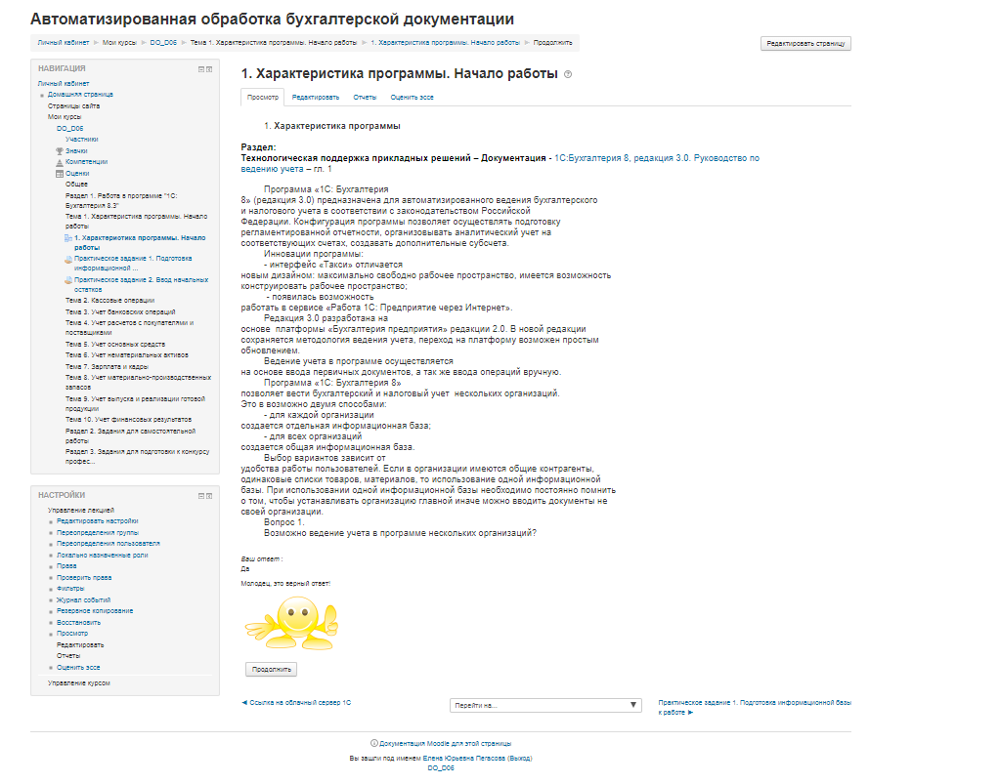 Автоматизированная обработка бухгалтерской документации
Личный кабинет ► Мои курсы ► DO_D06 ► Тема 1. Характеристика программы. Начало работы ► 1. Характеристика программы. Начало работы ► Продолжить
Редактировать страницу
НАВИГАЦИЯ
Личный кабинет
Домашняя страница
Страницы сайта
Мои курсы
DO_D06
Участники
Значки
Компетенции
Оценки
Общее
Раздел 1. Работа в программе "1С:
Бухгалтерия 8.3"
Тема 1. Характеристика программы. Начало
работы
1. Характеристика программы. Начало
работы
Практическое задание 1. Подготовка
информационной ...
Практическое задание 2. Ввод начальных
остатков
Тема 2. Кассовые операции
Тема 3. Учет банковских операций
Тема 4. Учет расчетов с покупателями и
поставщиками
Тема 5. Учет основных средств
Тема 6. Учет нематериальных активов
Тема 7. Зарплата и кадры
Тема 8. Учет материально-производственных
запасов
Тема 9. Учет выпуска и реализации готовой
продукции
Тема 10. Учет финансовых результатов
Раздел 2. Задания для самостоятельной
работы
Раздел 3. Задания для подготовки к конкурсу
профес...
НАСТРОЙКИ
Управление лекцией
Редактировать настройки
Переопределения группы
Переопределения пользователя
Локально назначенные роли
Права
Проверить права
Фильтры
Журнал событий
Резервное копирование
Восстановить
Просмотр
Редактировать
Отчеты
Оценить эссе
Управление курсом
1. Характеристика программы. Начало работы
Просмотр Редактировать Отчеты Оценить эссе
1. Характеристика программы
Раздел:
Технологическая поддержка прикладных решений – Документация - 1С:Бухгалтерия 8, редакция 3.0. Руководство по
ведению учета – гл. 1
Программа «1С: Бухгалтерия
8» (редакция 3.0) предназначена для автоматизированного ведения бухгалтерского
и налогового учета в соответствии с законодательством Российской
Федерации. Конфигурация программы позволяет осуществлять подготовку
регламентированной отчетности, организовывать аналитический учет на
соответствующих счетах, создавать дополнительные субсчета.
Инновации программы:
- интерфейс «Такси» отличается
новым дизайном: максимально свободно рабочее пространство, имеется возможность
конструировать рабочее пространство;
- появилась возможность
работать в сервисе «Работа 1С: Предприятие через Интернет».
Редакция 3.0 разработана на
основе платформы «Бухгалтерия предприятия» редакции 2.0. В новой редакции
сохраняется методология ведения учета, переход на платформу возможен простым
обновлением.
Ведение учета в программе осуществляется
на основе ввода первичных документов, а так же ввода операций вручную.
Программа «1С: Бухгалтерия 8»
позволяет вести бухгалтерский и налоговый учет нескольких организаций.
Это в возможно двумя способами:
- для каждой организации
создается отдельная информационная база;
- для всех организаций
создается общая информационная база.
Выбор вариантов зависит от
удобства работы пользователей. Если в организации имеются общие контрагенты,
одинаковые списки товаров, материалов, то использование одной информационной
базы. При использовании одной информационной базы необходимо постоянно помнить
о том, чтобы устанавливать организацию главной иначе можно вводить документы не
своей организации.
Вопрос 1.
Возможно ведение учета в программе нескольких организаций?
Ваш ответ :
Да
Молодец, это верный ответ!
Продолжить
◄ Ссылка на облачный сервер 1С
Перейти на...
Практическое задание 1. Подготовка информационной базы
к работе ►
Документация Moodle для этой страницы
Вы зашли под именем Елена Юрьевна Пегасова (Выход)
DO_D06